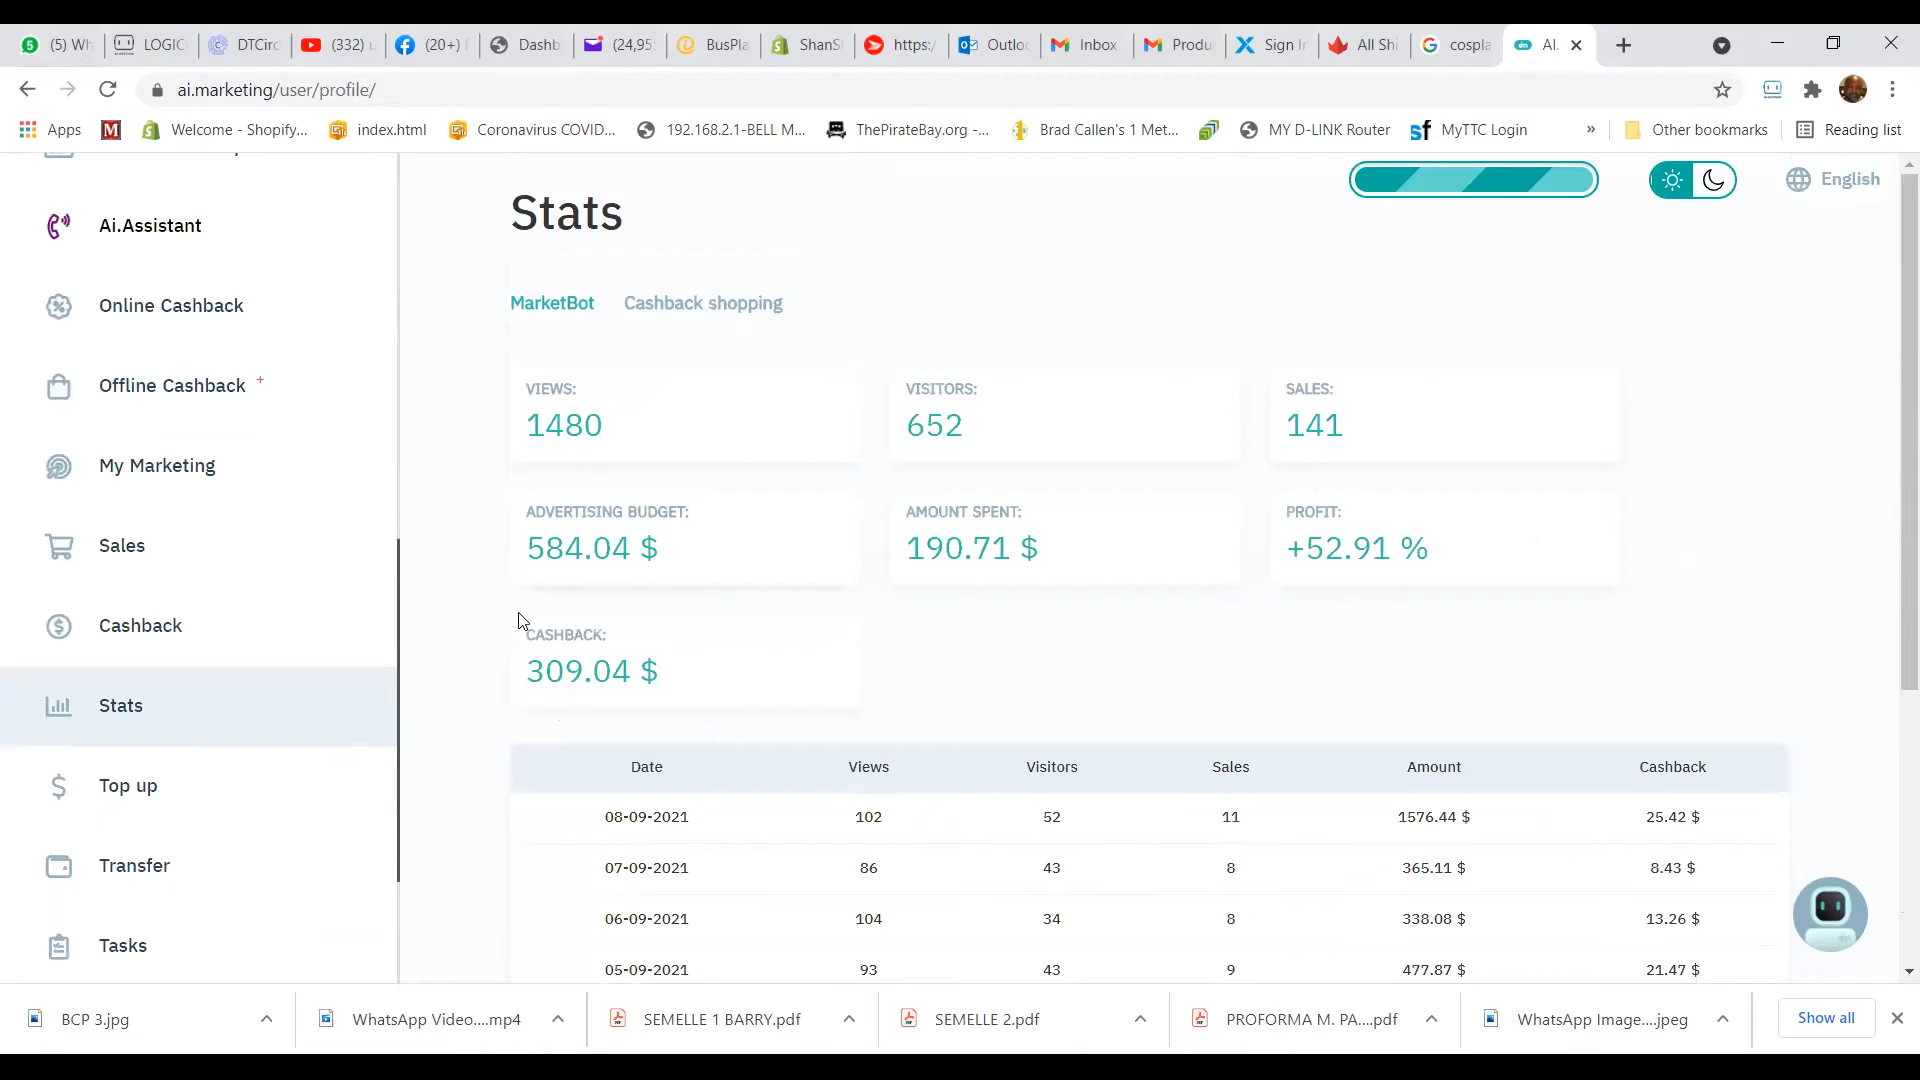 (5) Wh LOGIC DTCirc (332) u (20+) Dashb (24,95 BusPla ShanS https:/ Outlo Inbox Produ Sign In All Shi cospla AI.
ai.marketing/user/profile/
Apps Welcome - Shopify... index.html Coronavirus COVID... 192.168.2.1-BELL M... ThePirateBay.org -... Brad Callen's 1 Met... MY D-LINK Router MyTTC Login » Other bookmarks Reading list
English
Stats
Ai.Assistant
Online Cashback
Offline Cashback +
My Marketing
Sales
Cashback
Stats
Top up
Transfer
Tasks
MarketBot Cashback shopping
VIEWS: VISITORS: SALES:
1480 652 141
ADVERTISING BUDGET: AMOUNT SPENT: PROFIT:
584.04 $ 190.71 $ +52.91 %
CASHBACK:
309.04 $
Date Views Visitors Sales Amount Cashback
08-09-2021 102 52 11 1576.44 $ 25.42 $
07-09-2021 86 43 8 365.11 $ 8.43 $
06-09-2021 104 34 8 338.08 $ 13.26 $
05-09-2021 93 43 9 477.87 $ 21.47 $
BCP 3.jpg WhatsApp Video....mp4 SEMELLE 1 BARRY.pdf SEMELLE 2.pdf PROFORMA M. PA....pdf WhatsApp Image....jpeg Show all